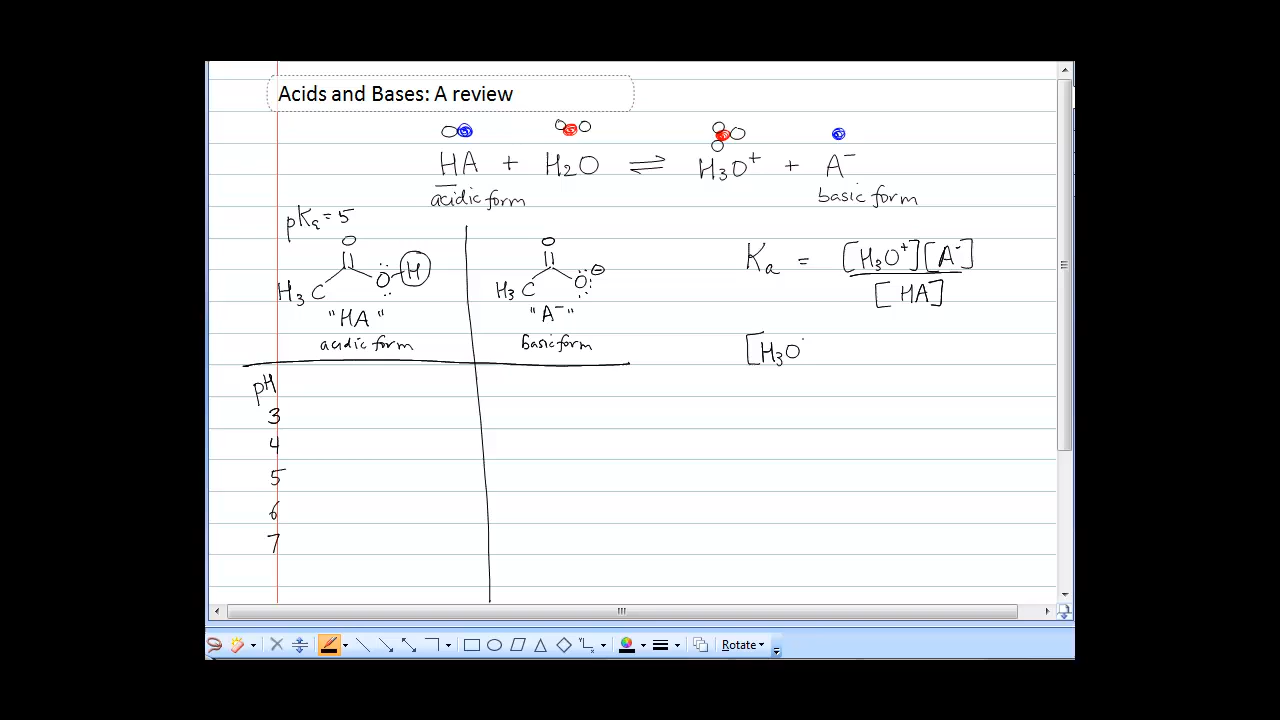 Acids and Bases: A review
HA + H₂O ⇌ H₃O⁺ + A⁻
acidic form
basic form
pKa = 5
O
O
H₃C
O
H
H₃C
O⊖
"HA"
"A⁻"
acidic form
basic form
Ka = [H₃O⁺][A⁻]
[HA]
[H₃O
pH
3
4
5
6
7
Rotate